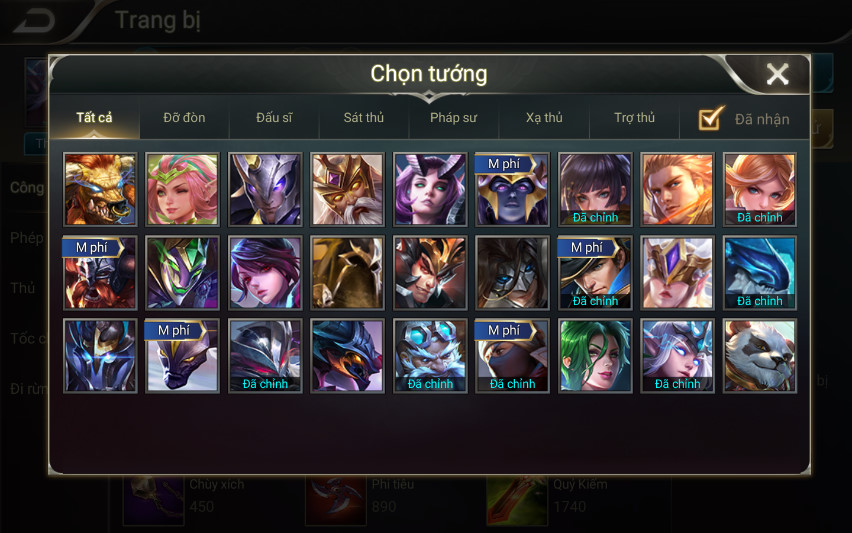 Trang bị
Chọn tướng
Tất cả
Đỡ đòn
Đấu sĩ
Sát thủ
Pháp sư
Xạ thủ
Trợ thủ
Đã nhận
Công
Phép
Thủ
Tốc
Đi rừn
M phí
Đã chỉnh
Đã chỉnh
M phí
M phí
Đã chỉnh
Đã chỉnh
M phí
Đã chỉnh
Đã chỉnh
M phí
Đã chỉnh
Đã chỉnh
bị
Chùy xích
450
Phi tiêu
890
Quỷ Kiếm
1740